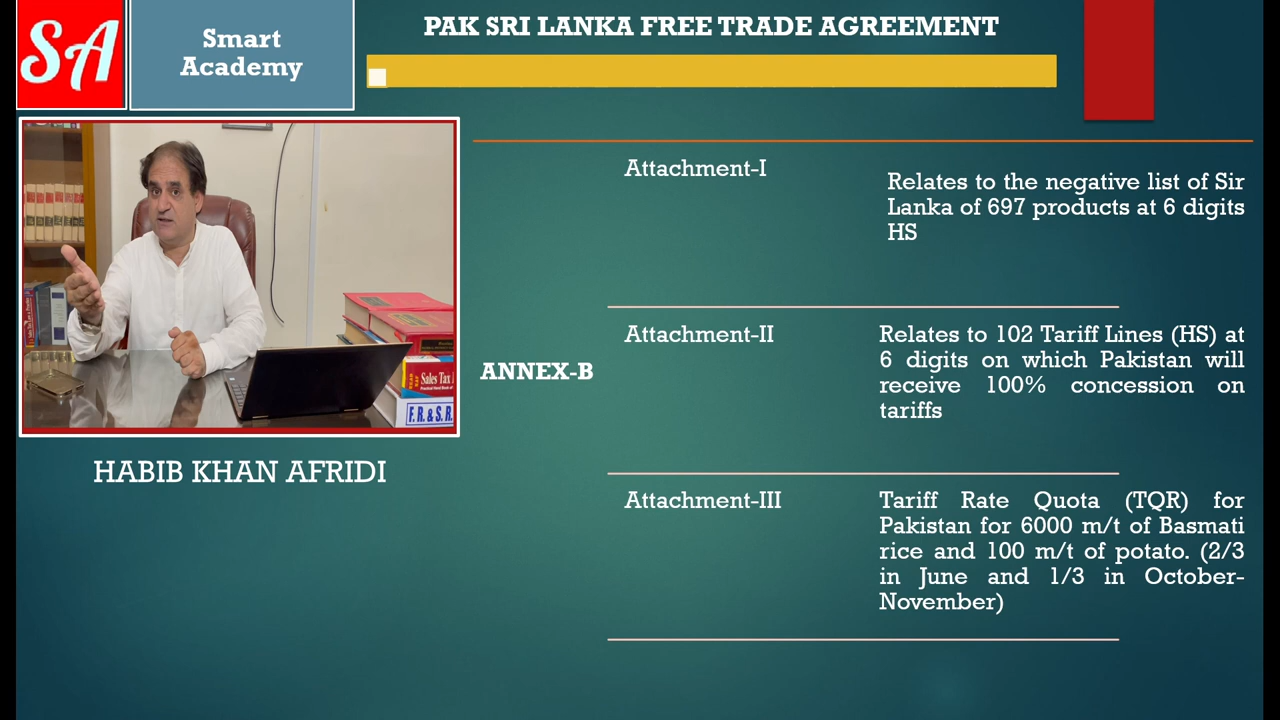 SA
Smart
Academy
PAK SRI LANKA FREE TRADE AGREEMENT
HABIB KHAN AFRIDI
ANNEX-B
Attachment-I
Relates to the negative list of Sir
Lanka of 697 products at 6 digits
HS
Attachment-II
Relates to 102 Tariff Lines (HS) at
6 digits on which Pakistan will
receive 100% concession on
tariffs
Attachment-III
Tariff Rate Quota (TQR) for
Pakistan for 6000 m/t of Basmati
rice and 100 m/t of potato. (2/3
in June and 1/3 in October-
November)
Sales Tax
F.R.& S.R.